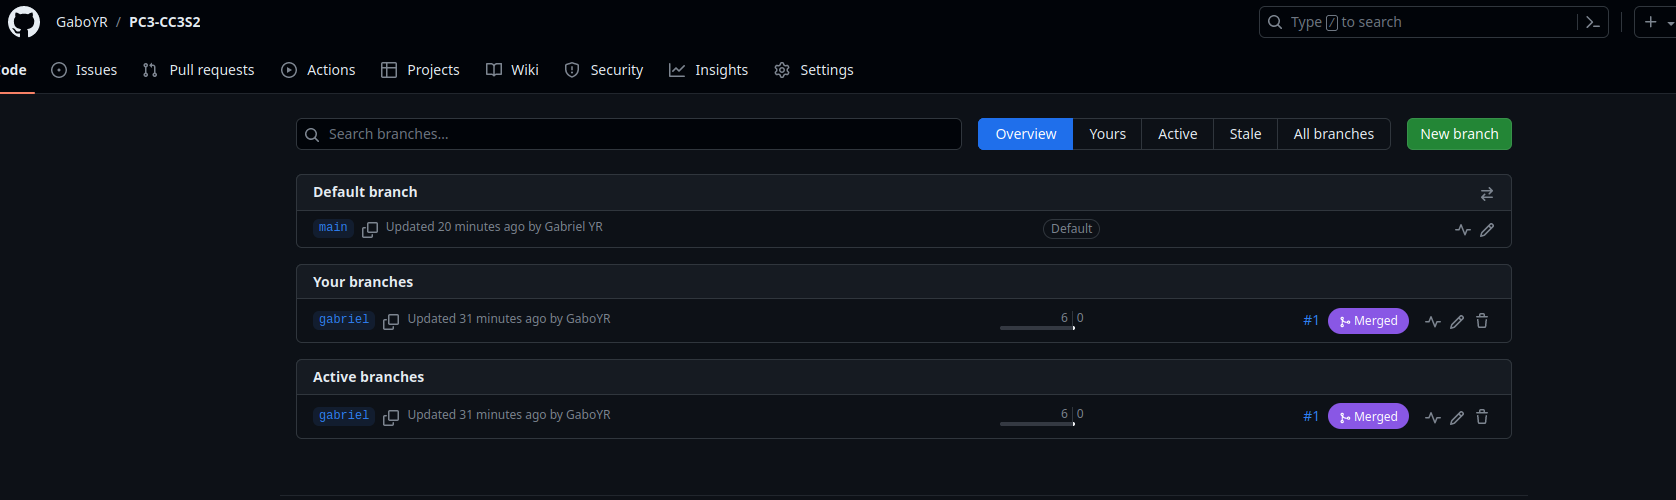 GaboYR / PC3-CC3S2
Type / to search
ode Issues Pull requests Actions Projects Wiki Security Insights Settings
Search branches...
Overview Yours Active Stale All branches New branch
Default branch
main Updated 20 minutes ago by Gabriel YR Default
Your branches
gabriel Updated 31 minutes ago by GaboYR 6 0 #1 Merged
Active branches
gabriel Updated 31 minutes ago by GaboYR 6 0 #1 Merged